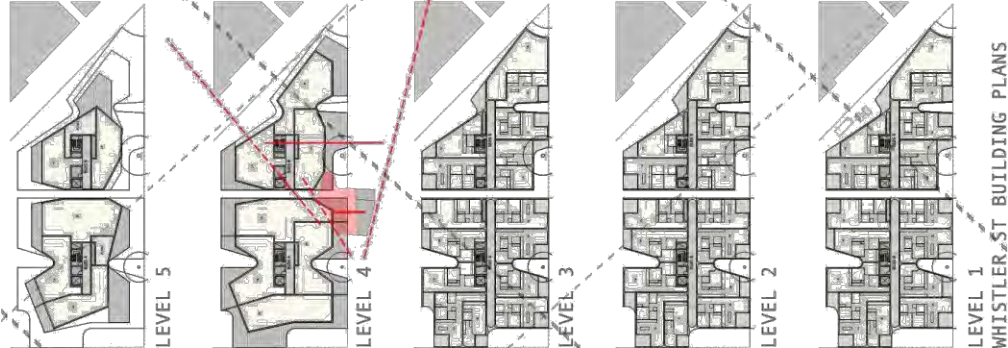 LEVEL 5
LEVEL 4
LEVEL 3
LEVEL 2
LEVEL 1
WHISTLER ST BUILDING PLANS